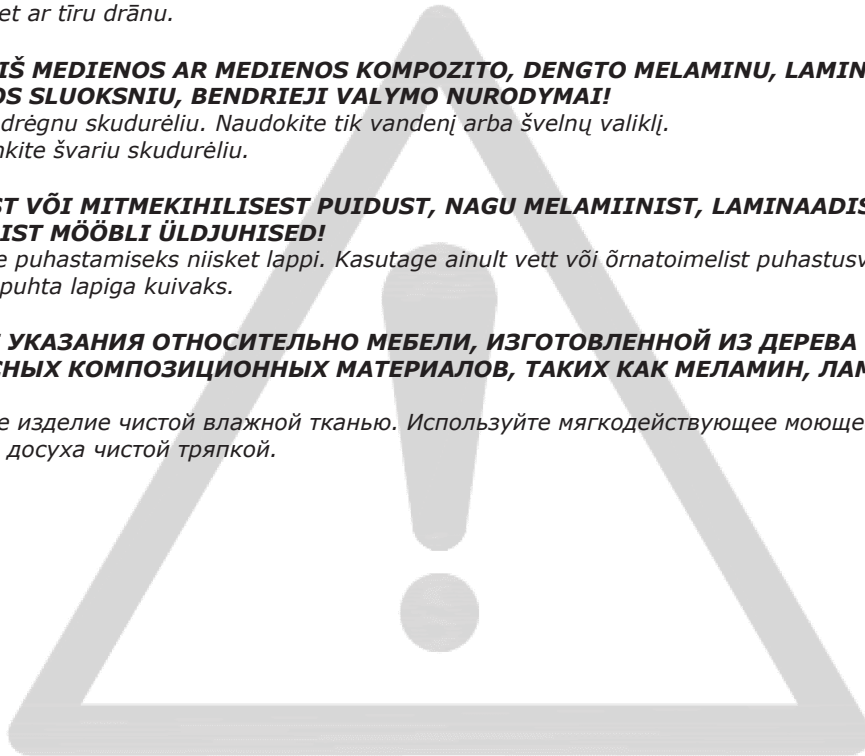 et ar tīru drānu.
IŠ MEDIENOS AR MEDIENOS KOMPOZITO, DENGTO MELAMINU, LAMIN
OS SLUOKSNIU, BENDRIEJI VALYMO NURODYMAI!
drėgnu skudurėliu. Naudokite tik vandenį arba švelnų valiklį.
nkite švariu skudurėliu.
ST VÕI MITMEKIHILISEST PUIDUST, NAGU MELAMIINIST, LAMINAADIS
IST MÖÖBLI ÜLDJUHISED!
e puhastamiseks niisket lappi. Kasutage ainult vett või õrnatoimelist puhastusv
puhta lapiga kuivaks.
УКАЗАНИЯ ОТНОСИТЕЛЬНО МЕБЕЛИ, ИЗГОТОВЛЕННОЙ ИЗ ДЕРЕВА
СНЫХ КОМПОЗИЦИОННЫХ МАТЕРИАЛОВ, ТАКИХ КАК МЕЛАМИН, ЛАМ
е изделие чистой влажной тканью. Используйте мягкодействующее моюще
досуха чистой тряпкой.